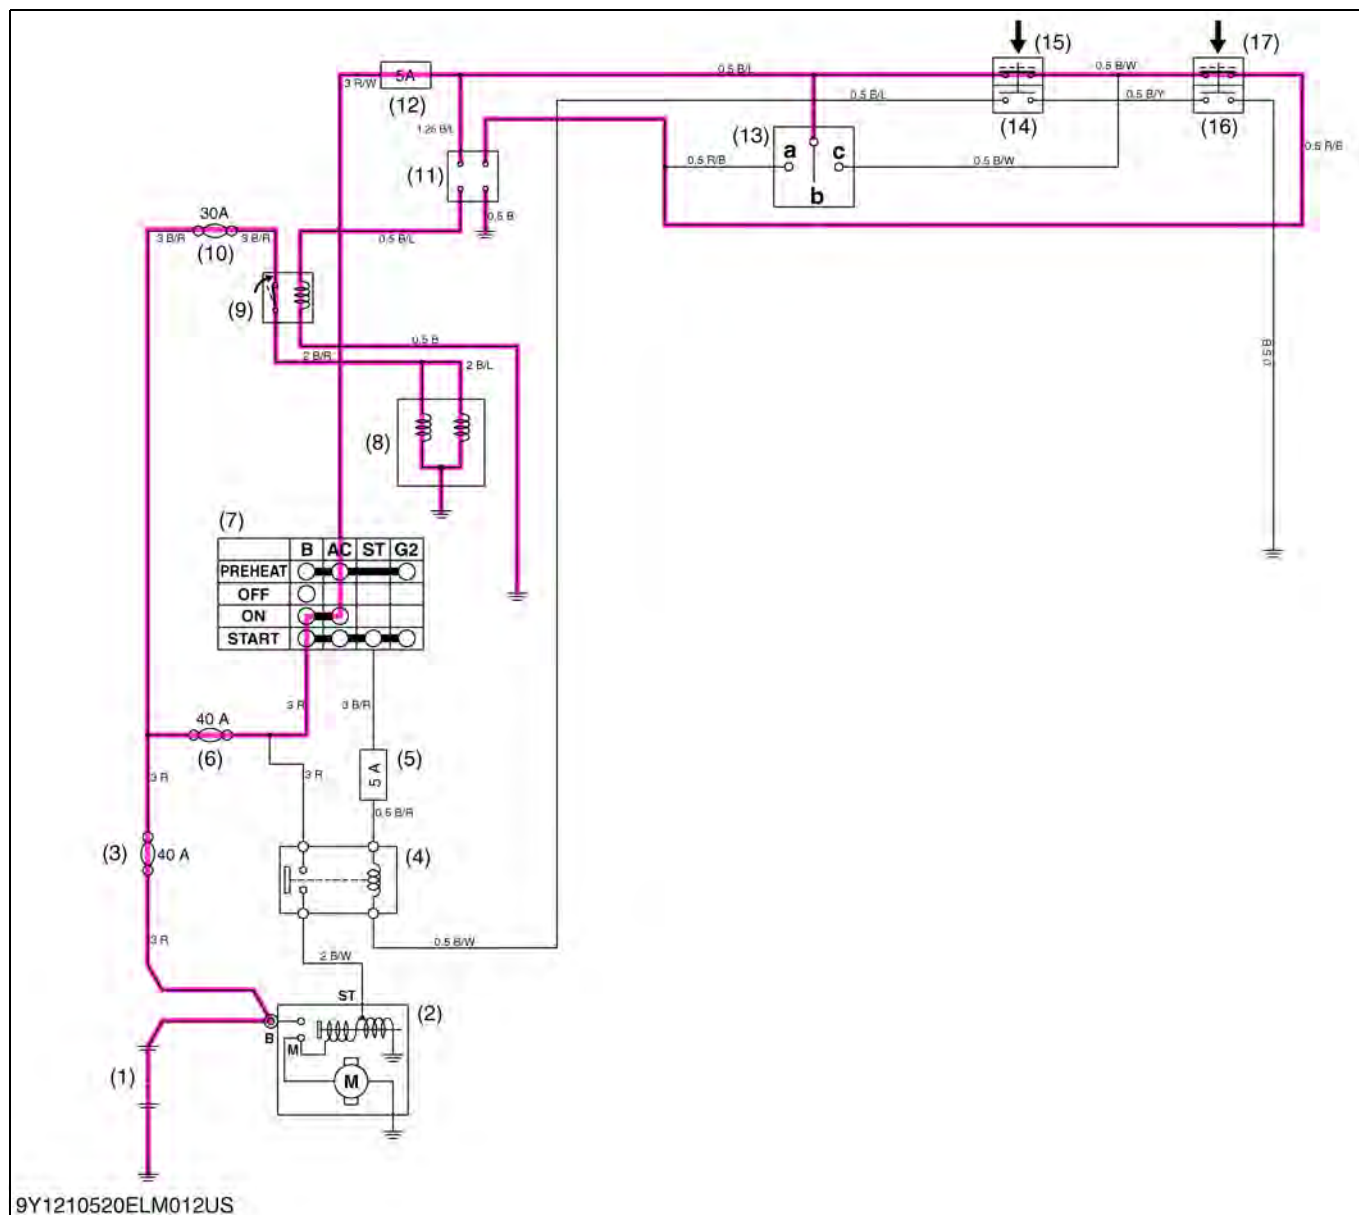 (15)
(17)
3 R/W
5A
(12)
0.5 B/L
0.5 B/W
0.5 B/L
0.5 B/Y
(14)
(16)
1.25 B/L
(13)
a
c
b
0.5 R/B
0.5 B/W
0.5 R/B
(11)
0.5 B
30A
3 B/R
3 B/R
(10)
0.5 B/L
(9)
0.5 B
2 B/R
2 B/L
0.5 B
(8)
(7)
B AC ST G2
PREHEAT
OFF
ON
START
3 R
3 B/R
40 A
(6)
3 R
3 R
5 A
(5)
0.5 B/R
(3)
40 A
(4)
3 R
0.5 B/W
2 B/W
ST
(2)
B
M
M
(1)
9Y1210520ELM012US